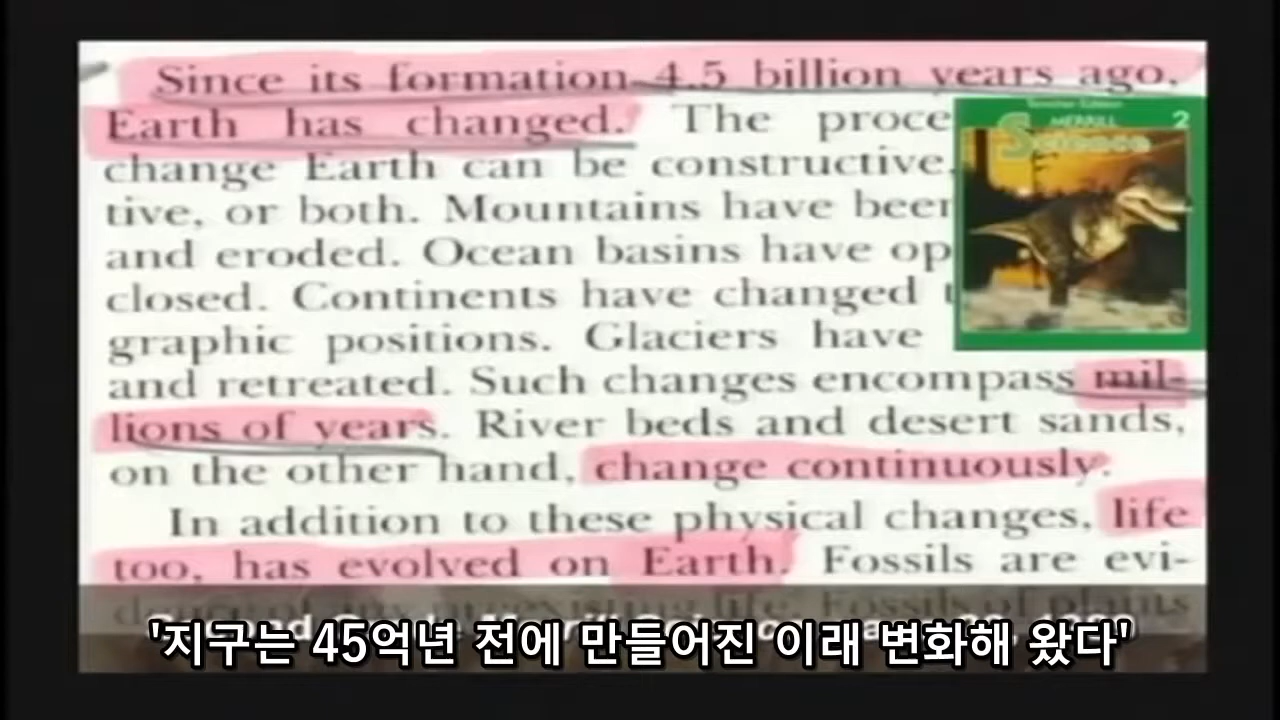 Since its formation 4.5 billion years ago,
Earth has changed. The proce
change Earth can be constructive,
tive, or both. Mountains have been
and eroded. Ocean basins have op
closed. Continents have changed t
graphic positions. Glaciers have
and retreated. Such changes encompass mil-
lions of years. River beds and desert sands,
on the other hand, change continuously.
In addition to these physical changes, life
too, has evolved on Earth. Fossils are evi-
Teacher Edition
MERRILL 2
Science
'지구는 45억년 전에 만들어진 이래 변화해 왔다'